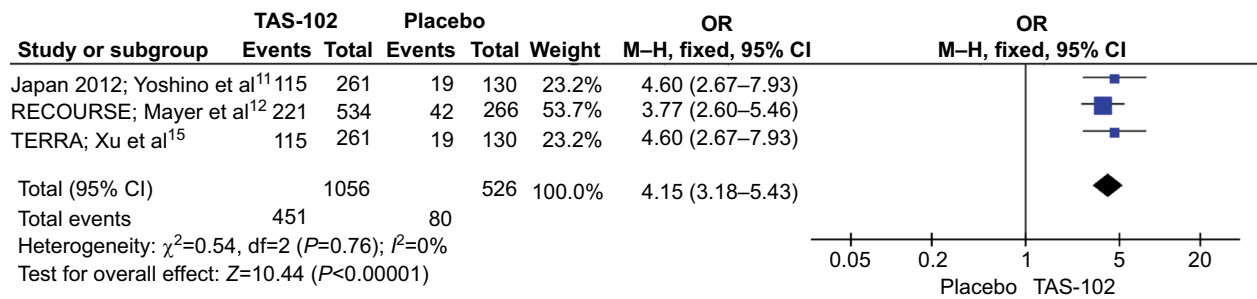 TAS-102 Placebo OR OR
Study or subgroup Events Total Events Total Weight M–H, fixed, 95% CI M–H, fixed, 95% CI
Japan 2012; Yoshino et al¹¹ 115 261 19 130 23.2% 4.60 (2.67–7.93)
RECOURSE; Mayer et al¹² 221 534 42 266 53.7% 3.77 (2.60–5.46)
TERRA; Xu et al¹⁵ 115 261 19 130 23.2% 4.60 (2.67–7.93)
Total (95% CI) 1056 526 100.0% 4.15 (3.18–5.43)
Total events 451 80
Heterogeneity: χ²=0.54, df=2 (P=0.76); I²=0%
Test for overall effect: Z=10.44 (P<0.00001)
0.05 0.2 1 5 20
Placebo TAS-102